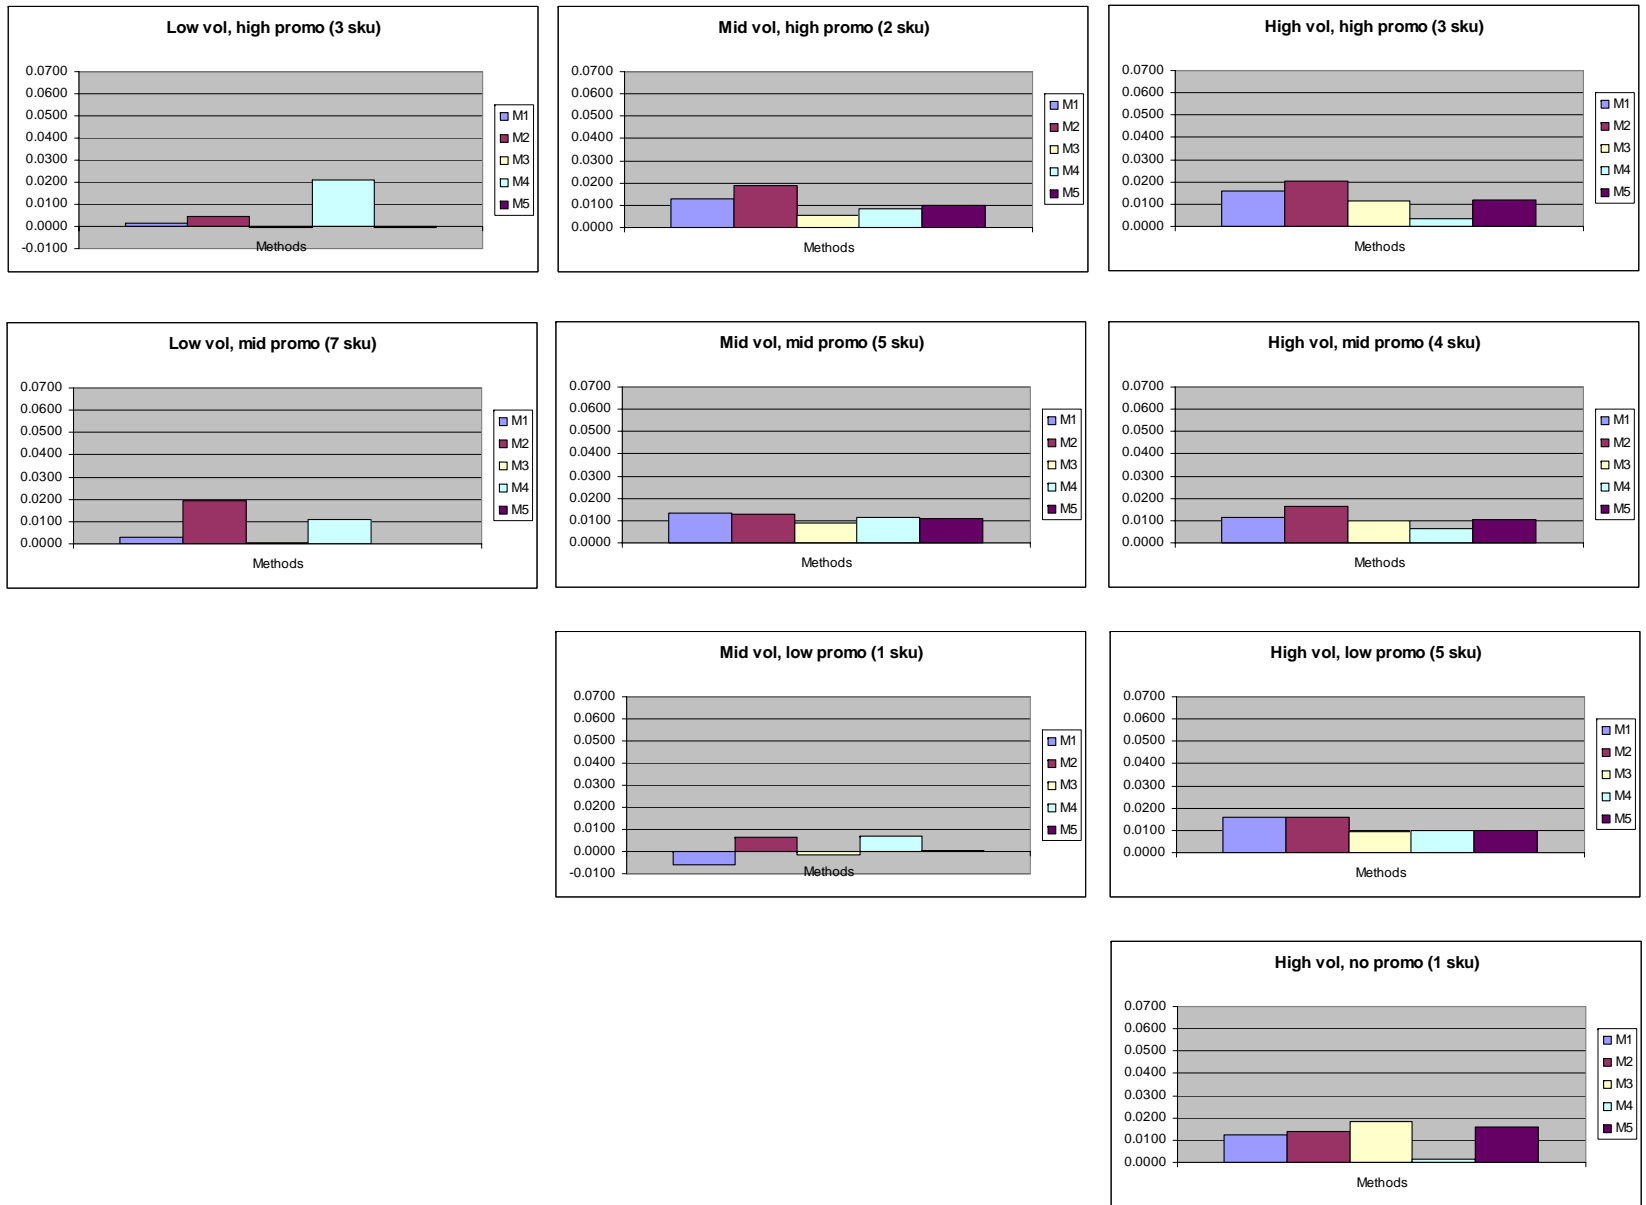 Low vol, high promo (3 sku)
0.0700
0.0600
0.0500
0.0400
0.0300
0.0200
0.0100
0.0000
-0.0100
Methods
M1
M2
M3
M4
M5
Mid vol, high promo (2 sku)
0.0700
0.0600
0.0500
0.0400
0.0300
0.0200
0.0100
0.0000
Methods
M1
M2
M3
M4
M5
High vol, high promo (3 sku)
0.0700
0.0600
0.0500
0.0400
0.0300
0.0200
0.0100
0.0000
Methods
M1
M2
M3
M4
M5
Low vol, mid promo (7 sku)
0.0700
0.0600
0.0500
0.0400
0.0300
0.0200
0.0100
0.0000
Methods
M1
M2
M3
M4
M5
Mid vol, mid promo (5 sku)
0.0700
0.0600
0.0500
0.0400
0.0300
0.0200
0.0100
0.0000
Methods
M1
M2
M3
M4
M5
High vol, mid promo (4 sku)
0.0700
0.0600
0.0500
0.0400
0.0300
0.0200
0.0100
0.0000
Methods
M1
M2
M3
M4
M5
Mid vol, low promo (1 sku)
0.0700
0.0600
0.0500
0.0400
0.0300
0.0200
0.0100
0.0000
-0.0100
Methods
M1
M2
M3
M4
M5
High vol, low promo (5 sku)
0.0700
0.0600
0.0500
0.0400
0.0300
0.0200
0.0100
0.0000
Methods
M1
M2
M3
M4
M5
High vol, no promo (1 sku)
0.0700
0.0600
0.0500
0.0400
0.0300
0.0200
0.0100
0.0000
Methods
M1
M2
M3
M4
M5